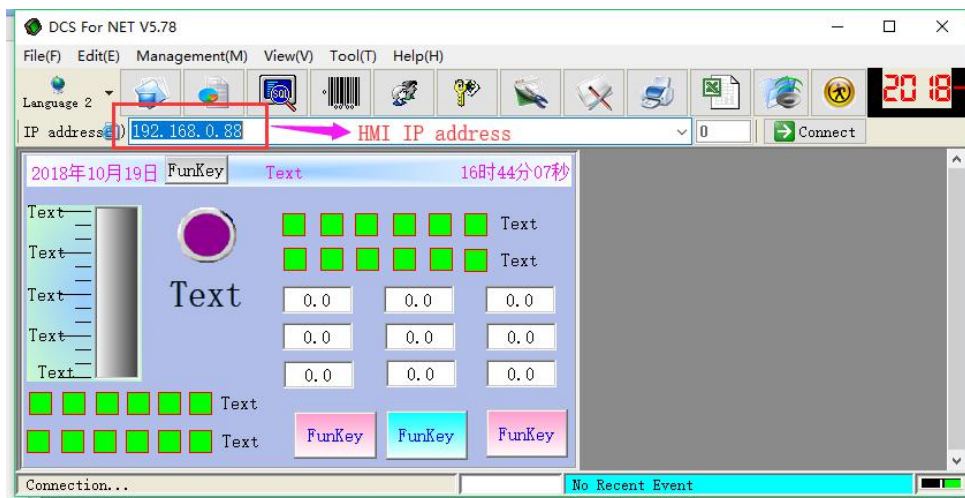 DCS For NET V5.78
File(F) Edit(E) Management(M) View(V) Tool(T) Help(H)
Language 2
SQL
2018-
IP address 192.168.0.88 HMI IP address 0 Connect
2018年10月19日 FunKey Text 16时44分07秒
Text
Text
Text
Text
Text
Text
Text
Text
0.0 0.0 0.0
0.0 0.0 0.0
0.0 0.0 0.0
Text
Text
FunKey FunKey FunKey
Connection... No Recent Event